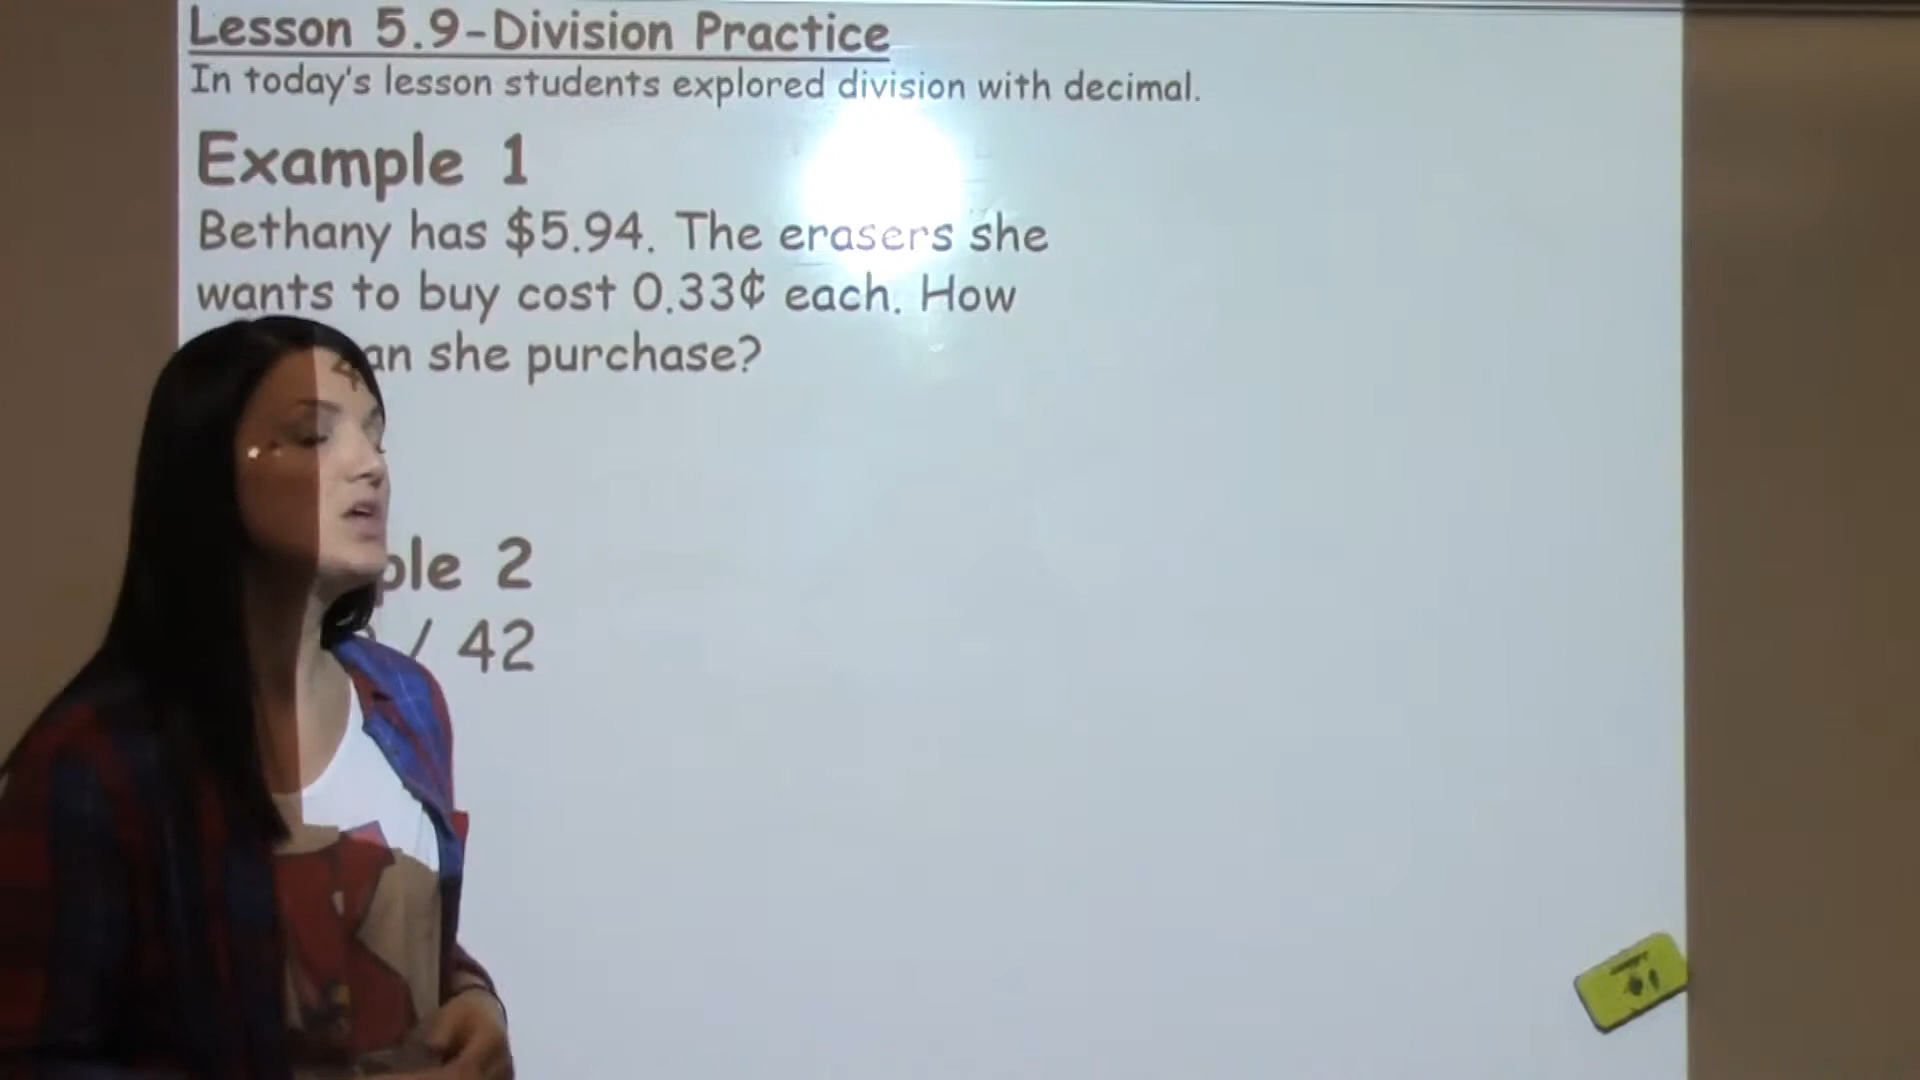 Lesson 5.9-Division Practice
In today's lesson students explored division with decimal.
Example 1
Bethany has $5.94. The erasers she
wants to buy cost 0.33¢ each. How
an she purchase?
ple 2
/ 42